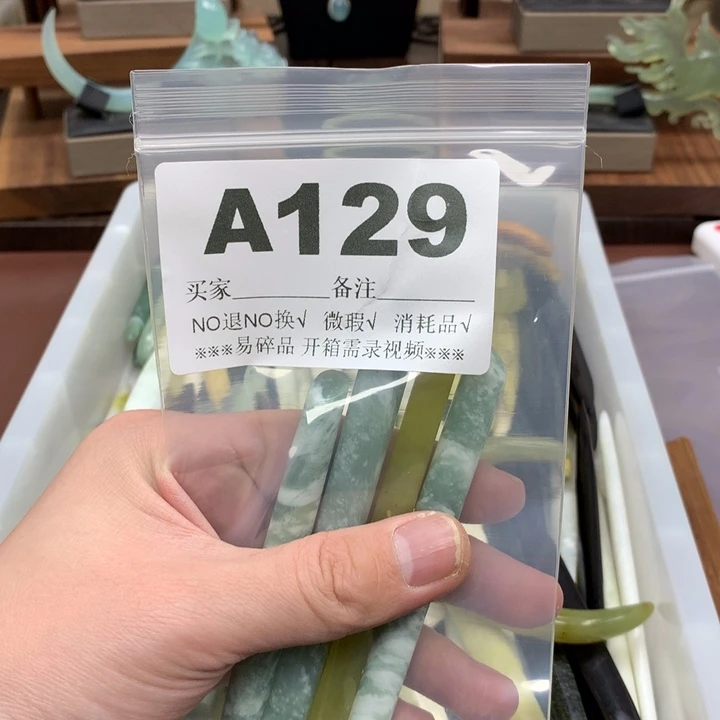 A129
买家________备注________
NO退NO换√ 微瑕√ 消耗品√
※※※易碎品 开箱需录视频※※※